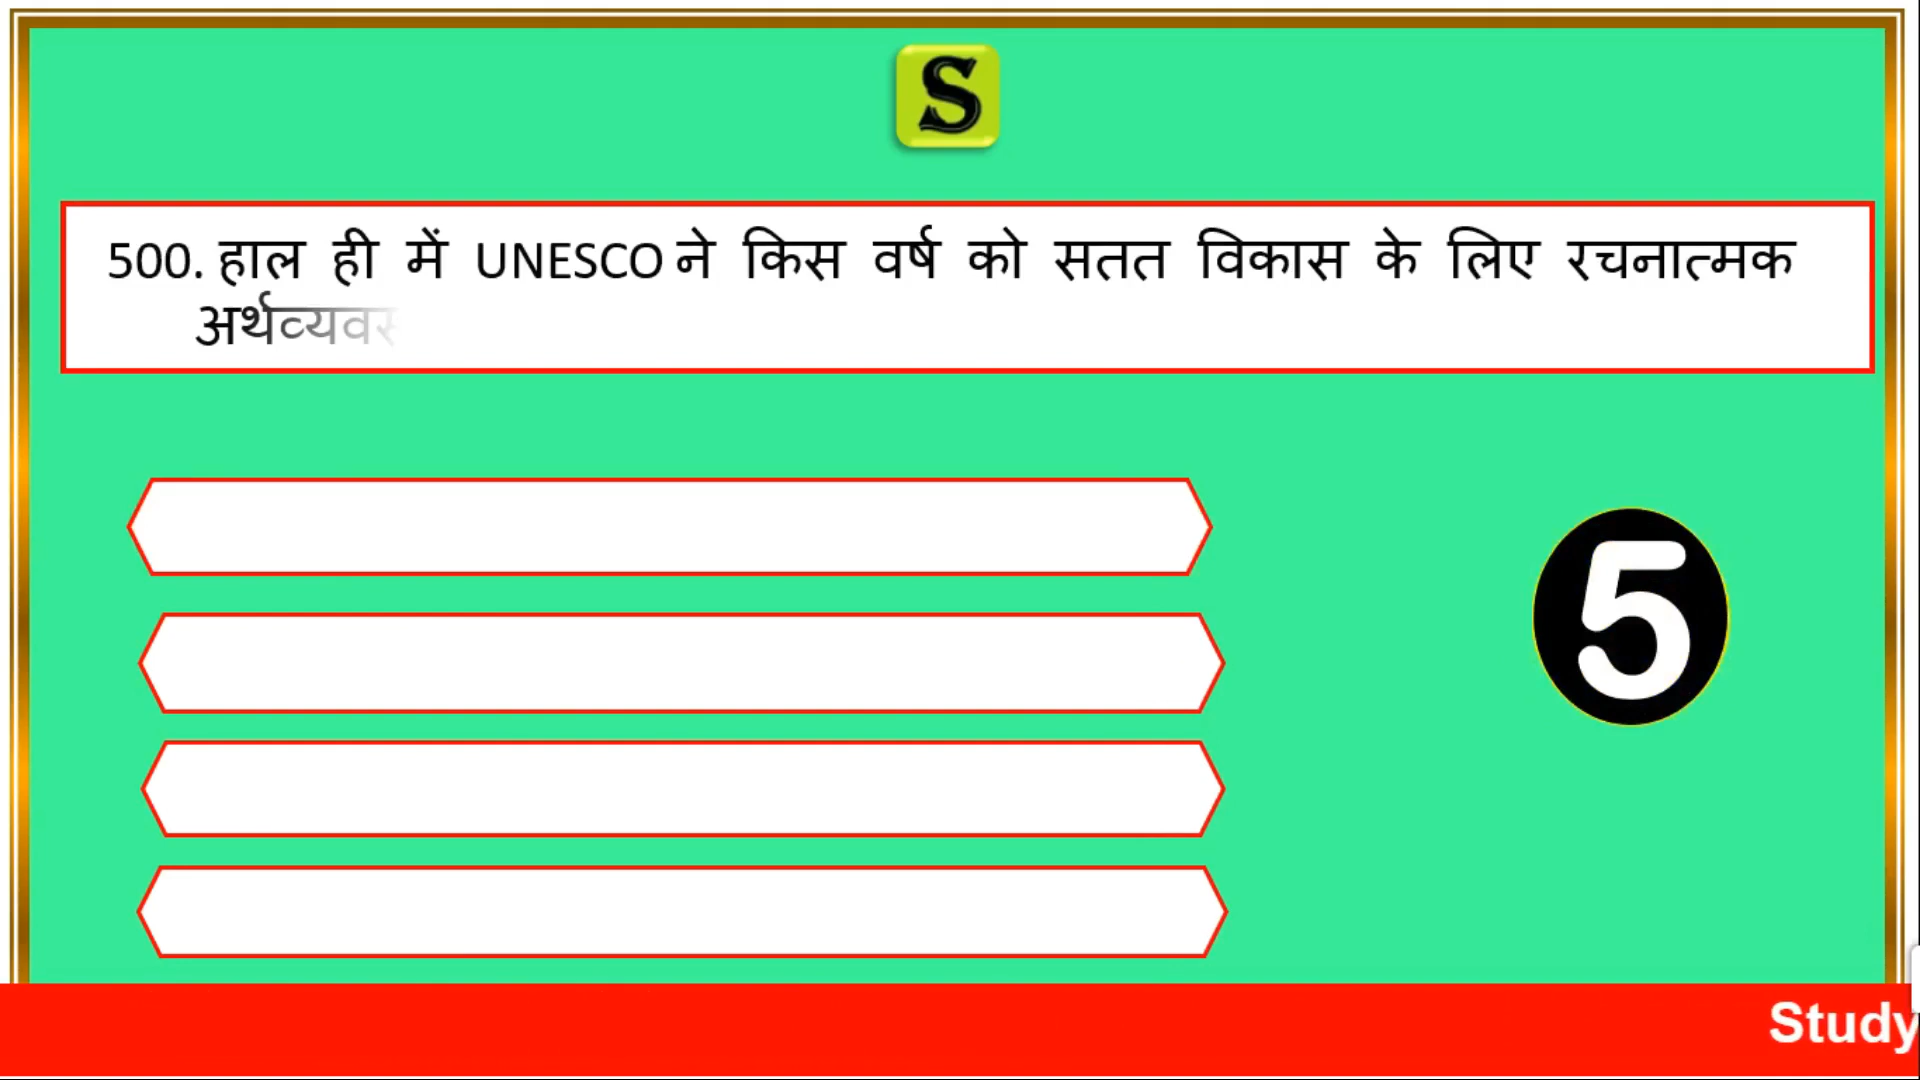 S
500. हाल ही में UNESCO ने किस वर्ष को सतत विकास के लिए रचनात्मक
अर्थव्यवस
5
Study